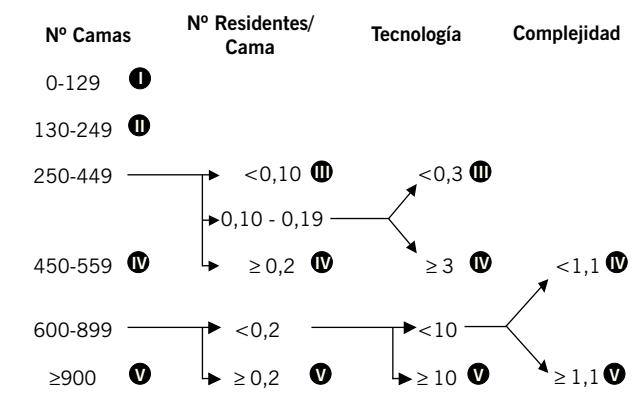 Nº Camas Nº Residentes/ Cama Tecnología Complejidad
0-129 I
130-249 II
250-449 <0,10 III <0,3 III
0,10 - 0,19
450-559 IV ≥ 0,2 IV ≥ 3 IV <1,1 IV
600-899 <0,2 <10
≥900 V ≥ 0,2 V ≥ 10 V ≥ 1,1 V